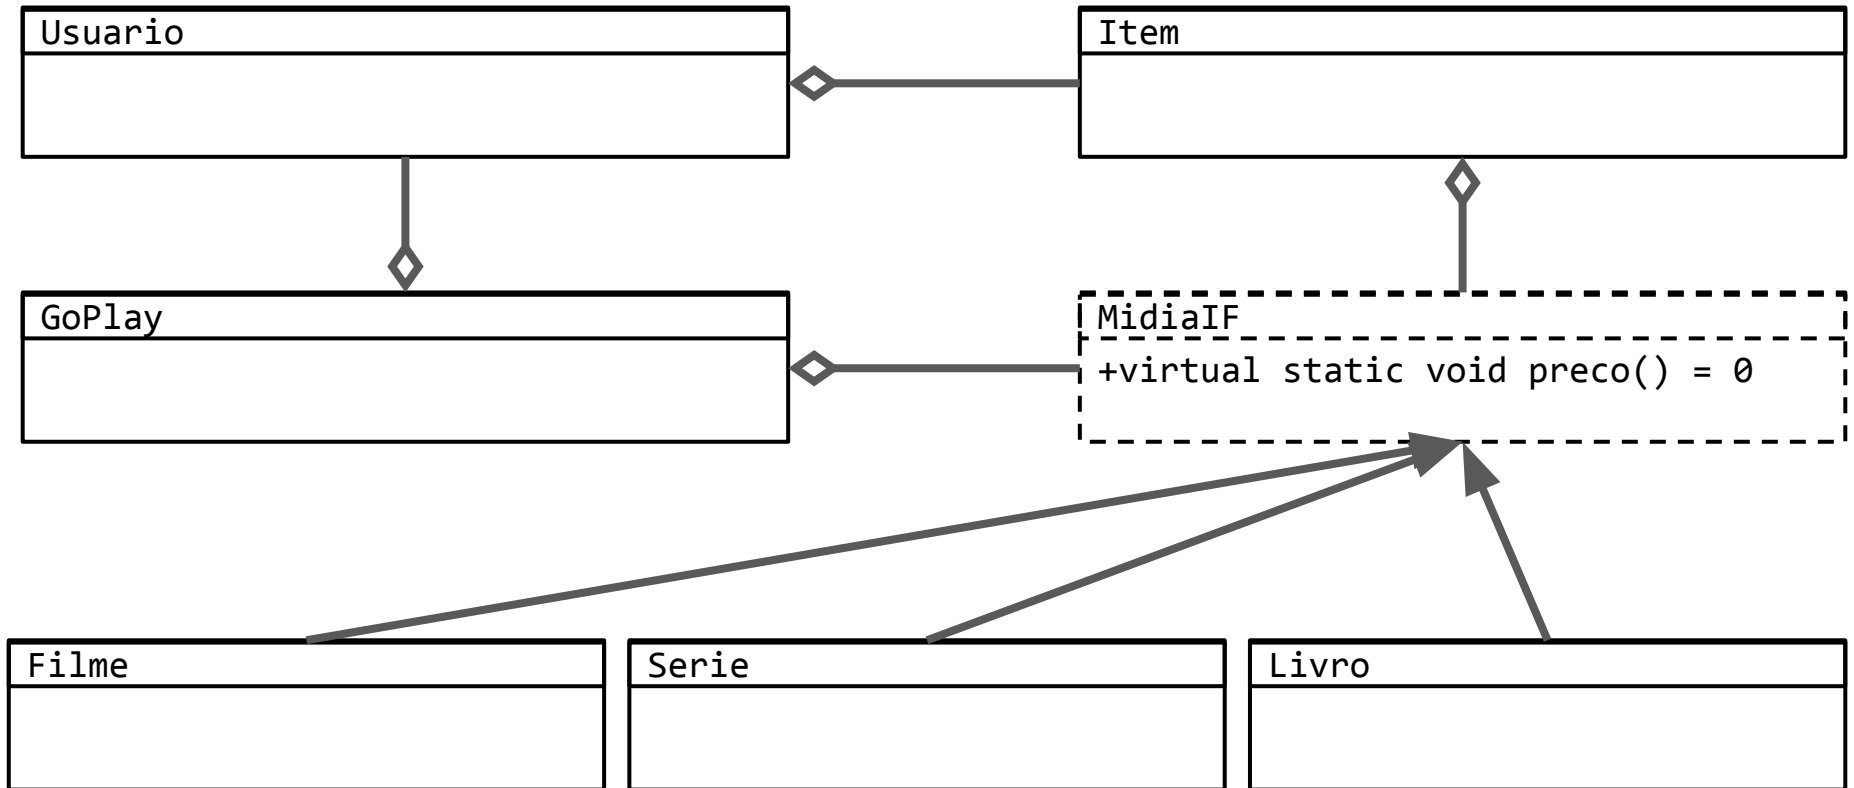 Usuario
Item
GoPlay
MidiaIF
+virtual static void preco() = 0
Filme
Serie
Livro